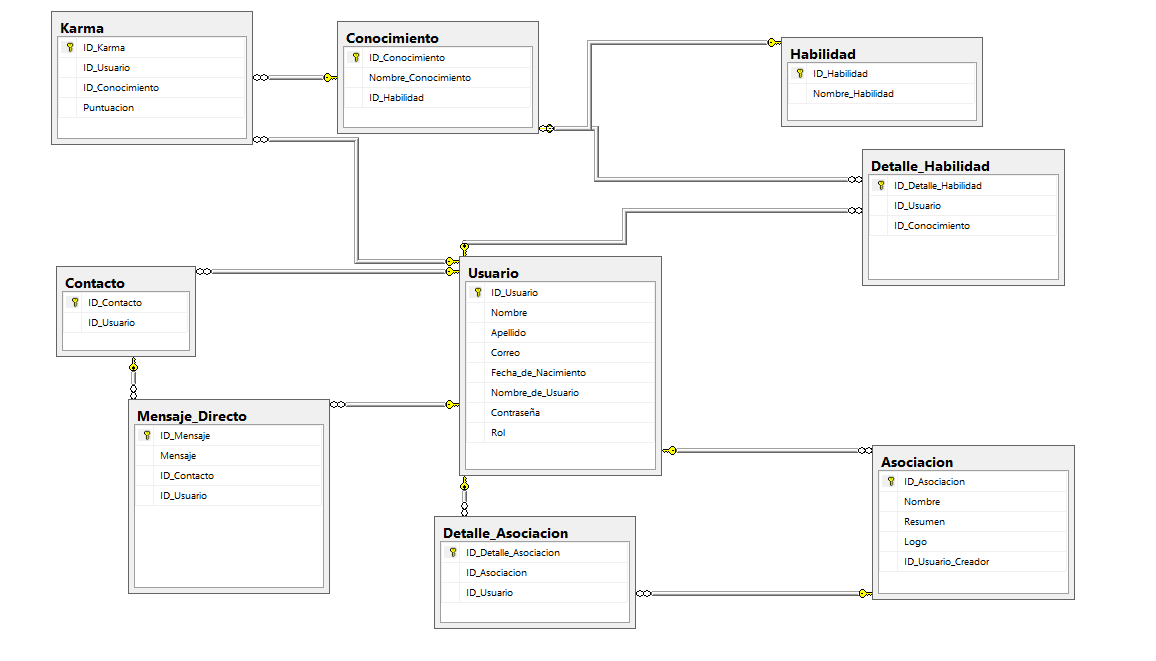 Karma
ID_Karma
ID_Usuario
ID_Conocimiento
Puntuacion
Conocimiento
ID_Conocimiento
Nombre_Conocimiento
ID_Habilidad
Habilidad
ID_Habilidad
Nombre_Habilidad
Detalle_Habilidad
ID_Detalle_Habilidad
ID_Usuario
ID_Conocimiento
Contacto
ID_Contacto
ID_Usuario
Usuario
ID_Usuario
Nombre
Apellido
Correo
Fecha_de_Nacimiento
Nombre_de_Usuario
Contraseña
Rol
Mensaje_Directo
ID_Mensaje
Mensaje
ID_Contacto
ID_Usuario
Asociacion
ID_Asociacion
Nombre
Resumen
Logo
ID_Usuario_Creador
Detalle_Asociacion
ID_Detalle_Asociacion
ID_Asociacion
ID_Usuario